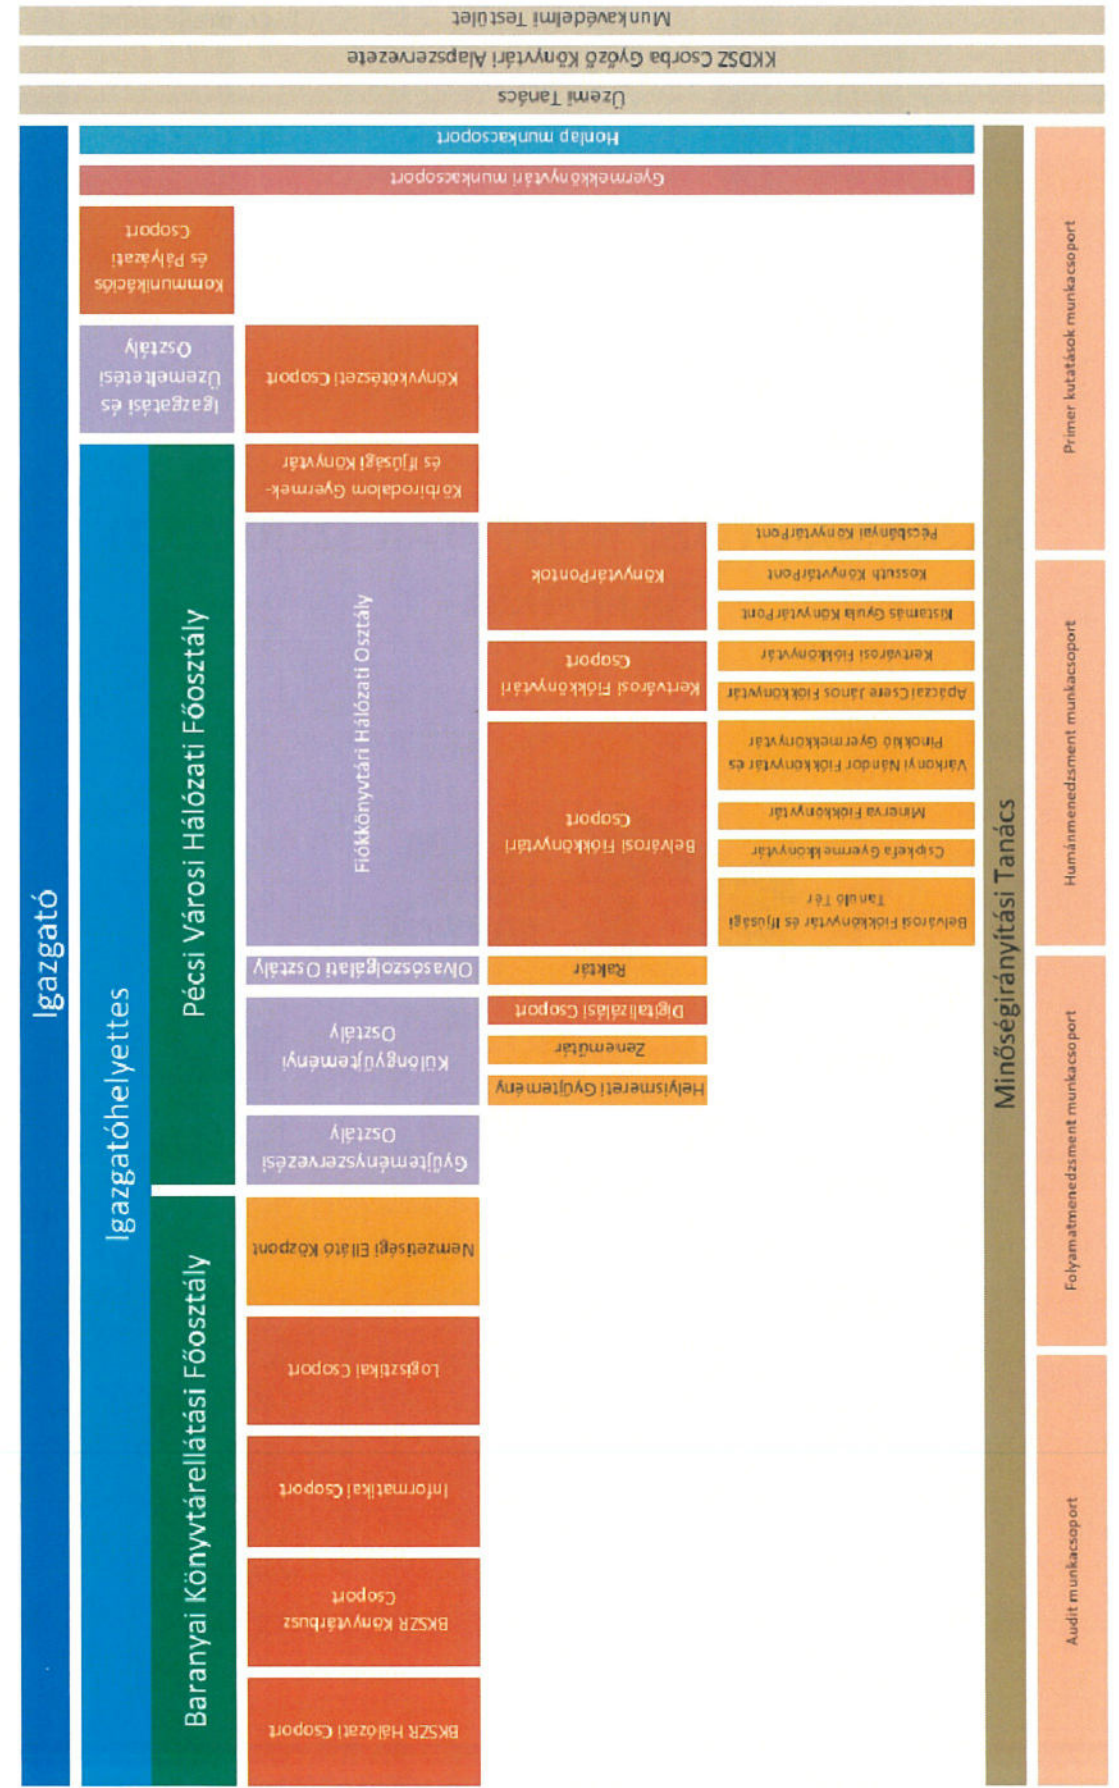 Munkavédelmi Testület
KKDSZ Csorba Győző Könyvtári Alapszervezete
Üzemi Tanács
Igazgató
Honlap munkacsoport
Gyermekkönyvtári munkacsoport
Kommunikációs
és Pályázati
Csoport
Igazgatási és
Üzemeltetési
Osztály
Igazgatóhelyettes
Pécsi Városi Hálózati Főosztály
Baranyai Könyvtárellátási Főosztály
Könyvkötészeti Csoport
Körbirodalom Gyermek-
és Ifjúsági Könyvtár
Fiókkönyvtári Hálózati Osztály
Olvasószolgálati Osztály
Különgyűjteményi
Osztály
Gyűjteményszervezési
Osztály
Nemzetiségi Ellátó Központ
Logisztikai Csoport
Informatikai Csoport
BKSZR Könyvtárbusz
Csoport
BKSZR Hálózati Csoport
KönyvtárPontok
Kertvárosi Fiókkönyvtári
Csoport
Belvárosi Fiókkönyvtári
Csoport
Raktár
Digitalizálási Csoport
Zeneműtár
Helyismereti Gyűjtemény
Pécsbányai KönyvtárPont
Kossuth KönyvtárPont
Kistamás Gyula KönyvtárPont
Kertvárosi Fiókkönyvtár
Apáczai Csere János Fiókkönyvtár
Várkonyi Nándor Fiókkönyvtár és
Pinokkió Gyermekkönyvtár
Minerva Fiókkönyvtár
Csipkefa Gyermekkönyvtár
Belvárosi Fiókkönyvtár és Ifjúsági
Tanuló Tér
Minőségirányítási Tanács
Primer kutatások munkacsoport
Humánmenedzsment munkacsoport
Folyamatmenedzsment munkacsoport
Audit munkacsoport